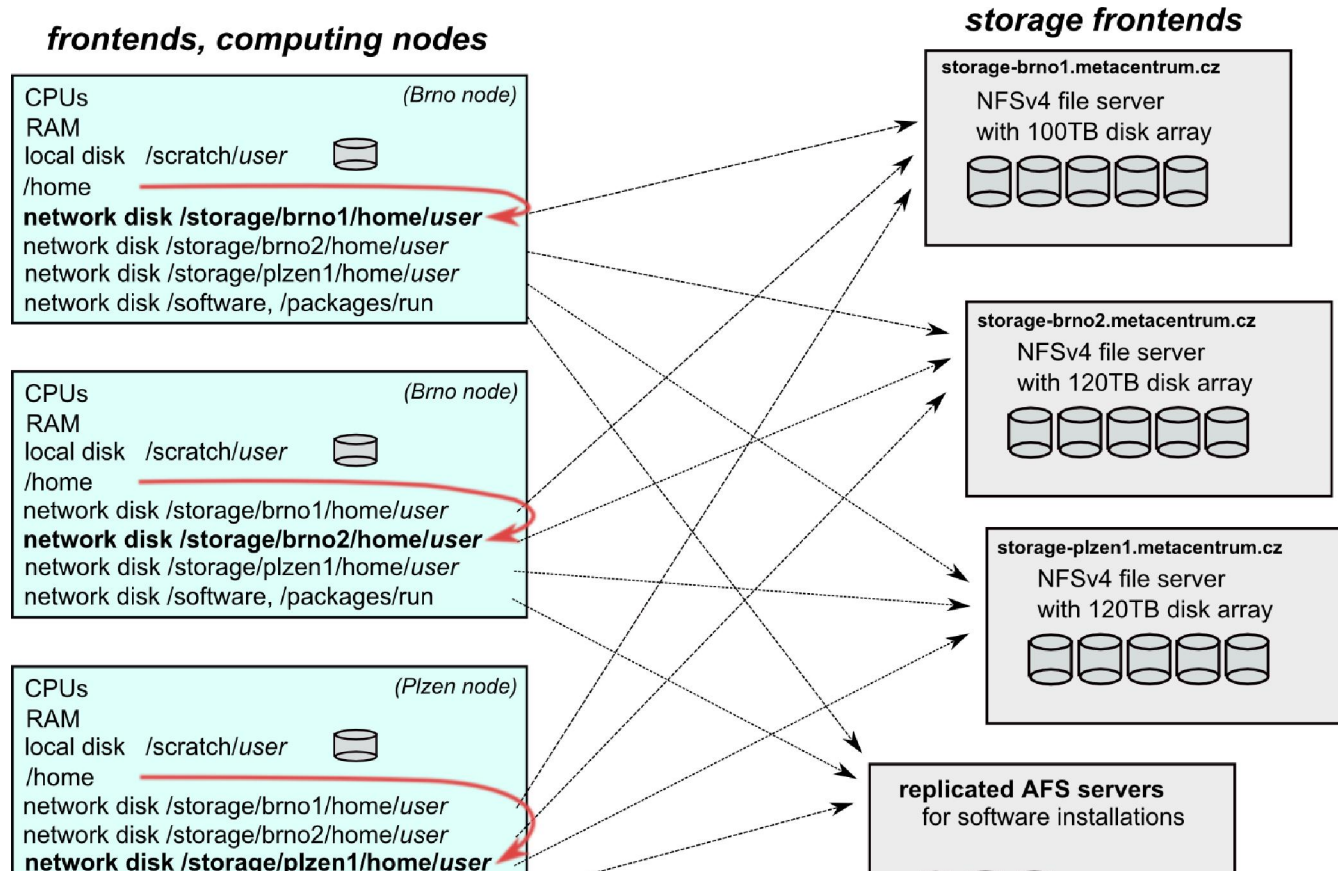 frontends, computing nodes
CPUs (Brno node)
RAM
local disk /scratch/user
/home
network disk /storage/brno1/home/user
network disk /storage/brno2/home/user
network disk /storage/plzen1/home/user
network disk /software, /packages/run
CPUs (Brno node)
RAM
local disk /scratch/user
/home
network disk /storage/brno1/home/user
network disk /storage/brno2/home/user
network disk /storage/plzen1/home/user
network disk /software, /packages/run
CPUs (Plzen node)
RAM
local disk /scratch/user
/home
network disk /storage/brno1/home/user
network disk /storage/brno2/home/user
network disk /storage/plzen1/home/user
storage frontends
storage-brno1.metacentrum.cz
NFSv4 file server
with 100TB disk array
storage-brno2.metacentrum.cz
NFSv4 file server
with 120TB disk array
storage-plzen1.metacentrum.cz
NFSv4 file server
with 120TB disk array
replicated AFS servers
for software installations